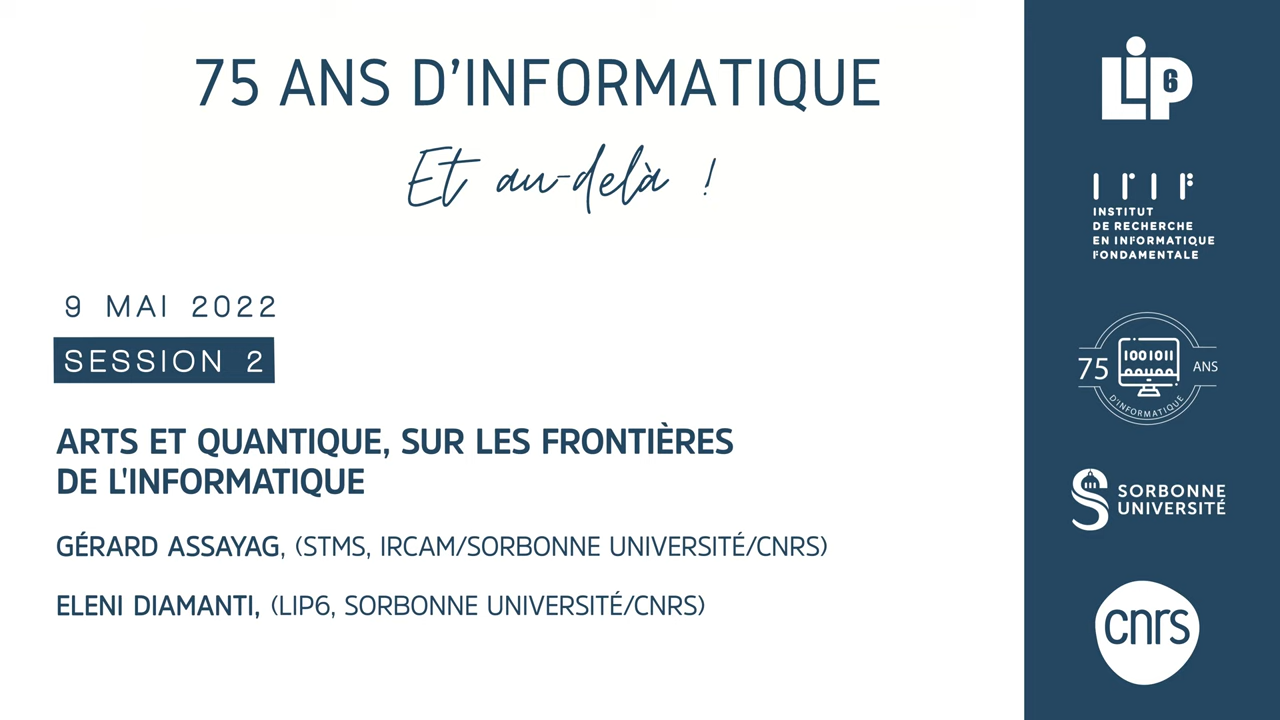 75 ANS D'INFORMATIQUE
Et au-delà !
9 MAI 2022
SESSION 2
ARTS ET QUANTIQUE, SUR LES FRONTIÈRES
DE L'INFORMATIQUE
GÉRARD ASSAYAG, (STMS, IRCAM/SORBONNE UNIVERSITÉ/CNRS)
ELENI DIAMANTI, (LIP6, SORBONNE UNIVERSITÉ/CNRS)
LIP6
IRIF
INSTITUT
DE RECHERCHE
EN INFORMATIQUE
FONDAMENTALE
1001011
75 ANS
D'INFORMATIQUE
SORBONNE
UNIVERSITÉ
cnrs